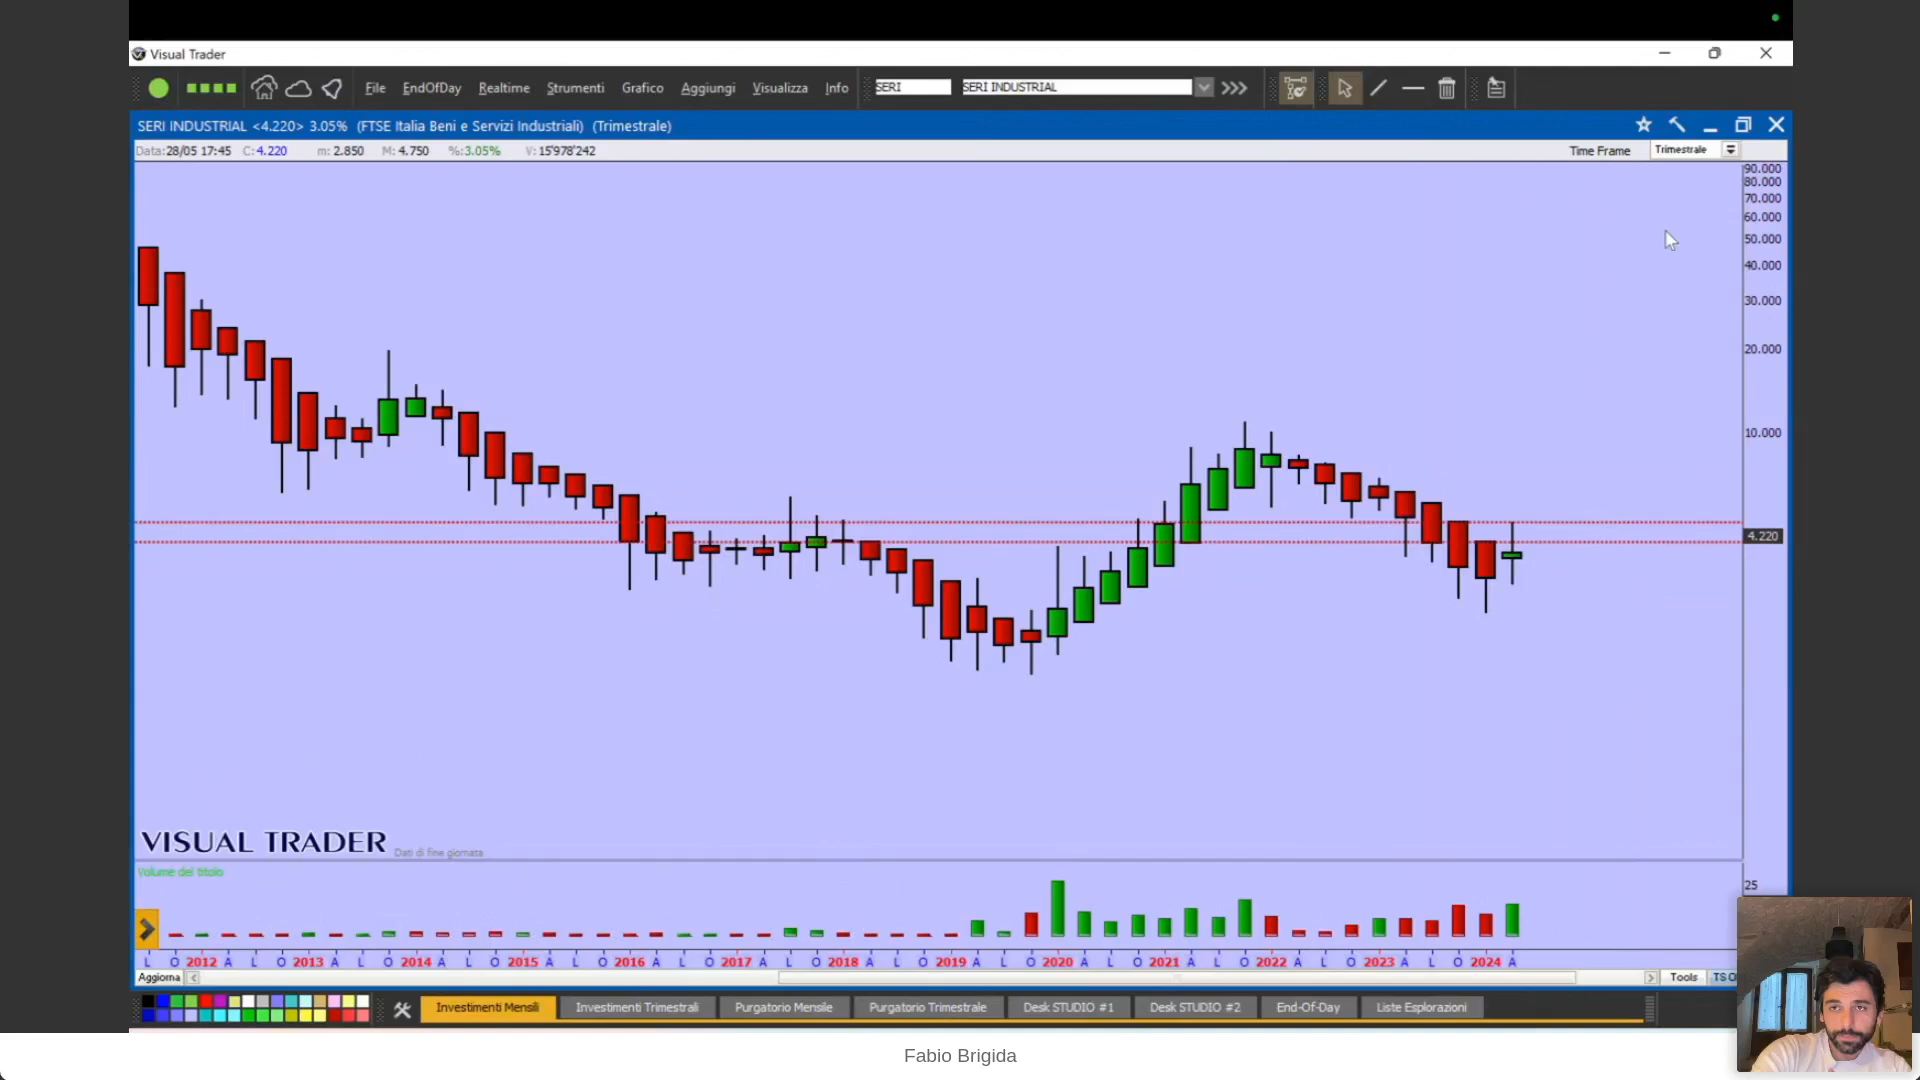 Visual Trader
File EndOfDay Realtime Strumenti Grafico Aggiungi Visualizza Info SERI SERI INDUSTRIAL
SERI INDUSTRIAL <4.220> 3.05% (FTSE Italia Beni e Servizi Industriali) (Trimestrale)
Data:28/05 17:45 C:4.220 m: 2.850 M: 4.750 %:3.05% V: 15'978'242 Time Frame Trimestrale
90.000
80.000
70.000
60.000
50.000
40.000
30.000
20.000
10.000
4.220
VISUAL TRADER Dati di fine giornata
Volume del titolo
25
L O 2012 A L O 2013 A L O 2014 A L O 2015 A L O 2016 A L O 2017 A L O 2018 A L O 2019 A L O 2020 A L O 2021 A L O 2022 A L O 2023 A L O 2024 A
Aggiorna Tools TS O
Investimenti Mensili Investimenti Trimestrali Purgatorio Mensile Purgatorio Trimestrale Desk STUDIO #1 Desk STUDIO #2 End-Of-Day Liste Esplorazioni
Fabio Brigida